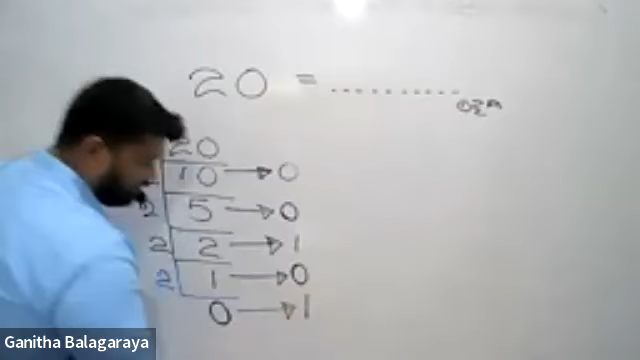 20 = ..........
20
10 → 0
2 5 → 0
2 2 → 1
2 1 → 0
0 → 1
Ganitha Balagaraya